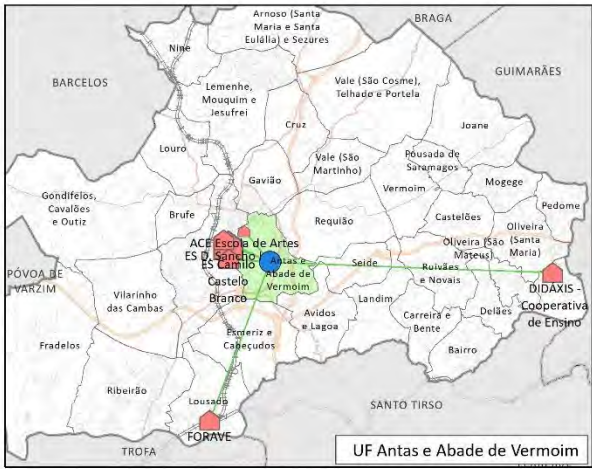 Arnoso (Santa
Maria e Santa
Eulália) e Sezures
BRAGA
Nine
GUIMARÃES
BARCELOS
Lemenhe,
Mouquim e
Jesufrei
Vale (São Cosme),
Telhado e Portela
Cruz
Joane
Louro
Vale (São
Martinho)
Pousada de
Saramagos
Gavião
Vermoim
Mogege
Gondifelos,
Cavalões
e Outiz
Pedome
Brufe
Requião
Castelões
Oliveira
(Santa
Maria)
ACE Escola de Artes
ES D. Sancho I
ES Camilo
Castelo
Branco
Antas e
Abade de
Vermoim
Oliveira (São
Mateus)
Seide
Ruivães
e Novais
PÓVOA DE
VARZIM
Vilarinho
das Cambas
Landim
DIDAXIS -
Cooperativa
de Ensino
Delães
Avidos
e Lagoa
Carreira e
Bente
Esmeriz e
Cabeçudos
Fradelos
Bairro
Ribeirão
Lousado
FORAVE
SANTO TIRSO
TROFA
UF Antas e Abade de Vermoim